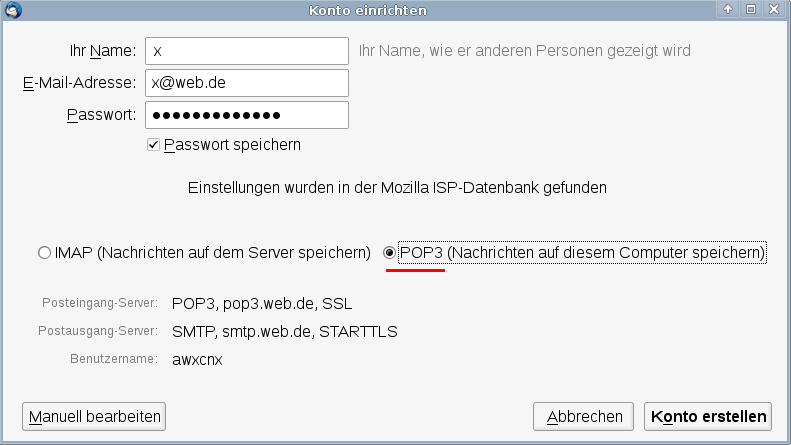 Konto einrichten
Ihr Name: x Ihr Name, wie er anderen Personen gezeigt wird
E-Mail-Adresse: x@web.de
Passwort: ●●●●●●●●●●●●●
Passwort speichern
Einstellungen wurden in der Mozilla ISP-Datenbank gefunden
IMAP (Nachrichten auf dem Server speichern) POP3 (Nachrichten auf diesem Computer speichern)
Posteingang-Server: POP3, pop3.web.de, SSL
Postausgang-Server: SMTP, smtp.web.de, STARTTLS
Benutzername: awxcnx
Manuell bearbeiten Abbrechen Konto erstellen